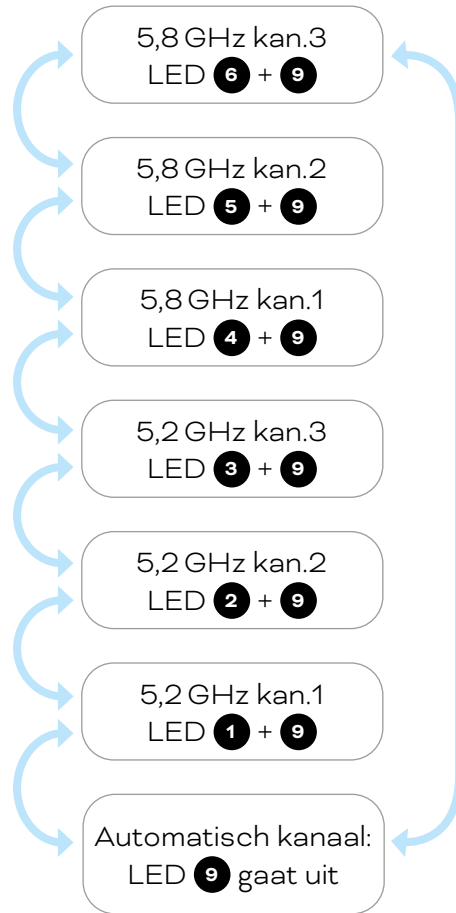 5,8 GHz kan.3
LED 6 + 9
5,8 GHz kan.2
LED 5 + 9
5,8 GHz kan.1
LED 4 + 9
5,2 GHz kan.3
LED 3 + 9
5,2 GHz kan.2
LED 2 + 9
5,2 GHz kan.1
LED 1 + 9
Automatisch kanaal:
LED 9 gaat uit